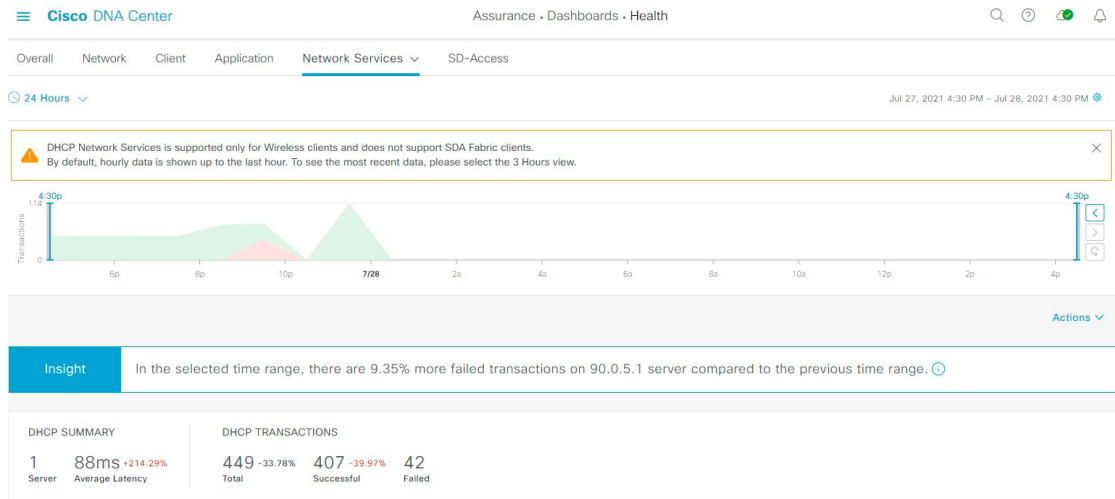 Cisco DNA Center
Assurance · Dashboards · Health
Overall Network Client Application Network Services SD-Access
24 Hours
Jul 27, 2021 4:30 PM - Jul 28, 2021 4:30 PM
DHCP Network Services is supported only for Wireless clients and does not support SDA Fabric clients.
By default, hourly data is shown up to the last hour. To see the most recent data, please select the 3 Hours view.
4:30p 4:30p
114
Transactions
0
6p 8p 10p 7/28 2a 4a 6a 8a 10a 12p 2p 4p
Actions
Insight In the selected time range, there are 9.35% more failed transactions on 90.0.5.1 server compared to the previous time range.
DHCP SUMMARY DHCP TRANSACTIONS
1 88ms +214.29% 449 -33.78% 407 -39.97% 42
Server Average Latency Total Successful Failed